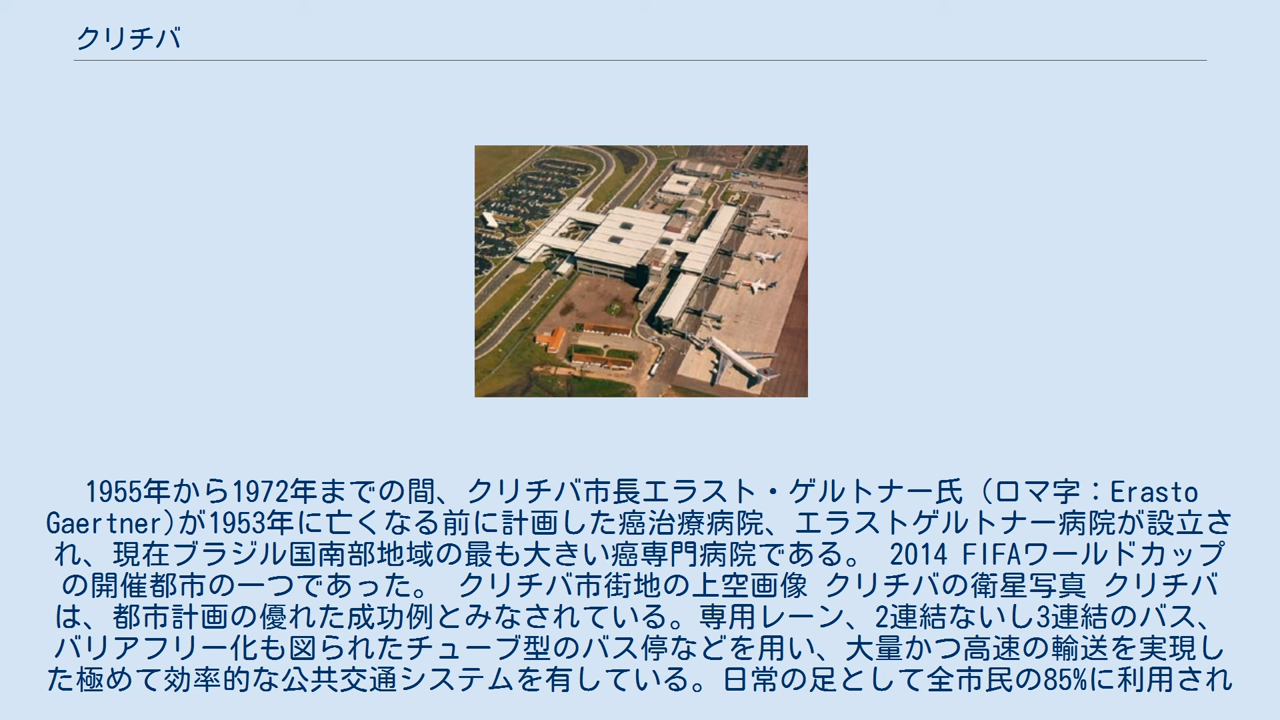 クリチバ
1955年から1972年までの間、クリチバ市長エラスト・ゲルトナー氏（ロマ字：Erasto
Gaertner)が1953年に亡くなる前に計画した癌治療病院、エラストゲルトナー病院が設立さ
れ、現在ブラジル国南部地域の最も大きい癌専門病院である。 2014 FIFAワールドカップ
の開催都市の一つであった。 クリチバ市街地の上空画像 クリチバの衛星写真 クリチバ
は、都市計画の優れた成功例とみなされている。専用レーン、2連結ないし3連結のバス、
バリアフリー化も図られたチューブ型のバス停などを用い、大量かつ高速の輸送を実現し
た極めて効率的な公共交通システムを有している。日常の足として全市民の85%に利用され